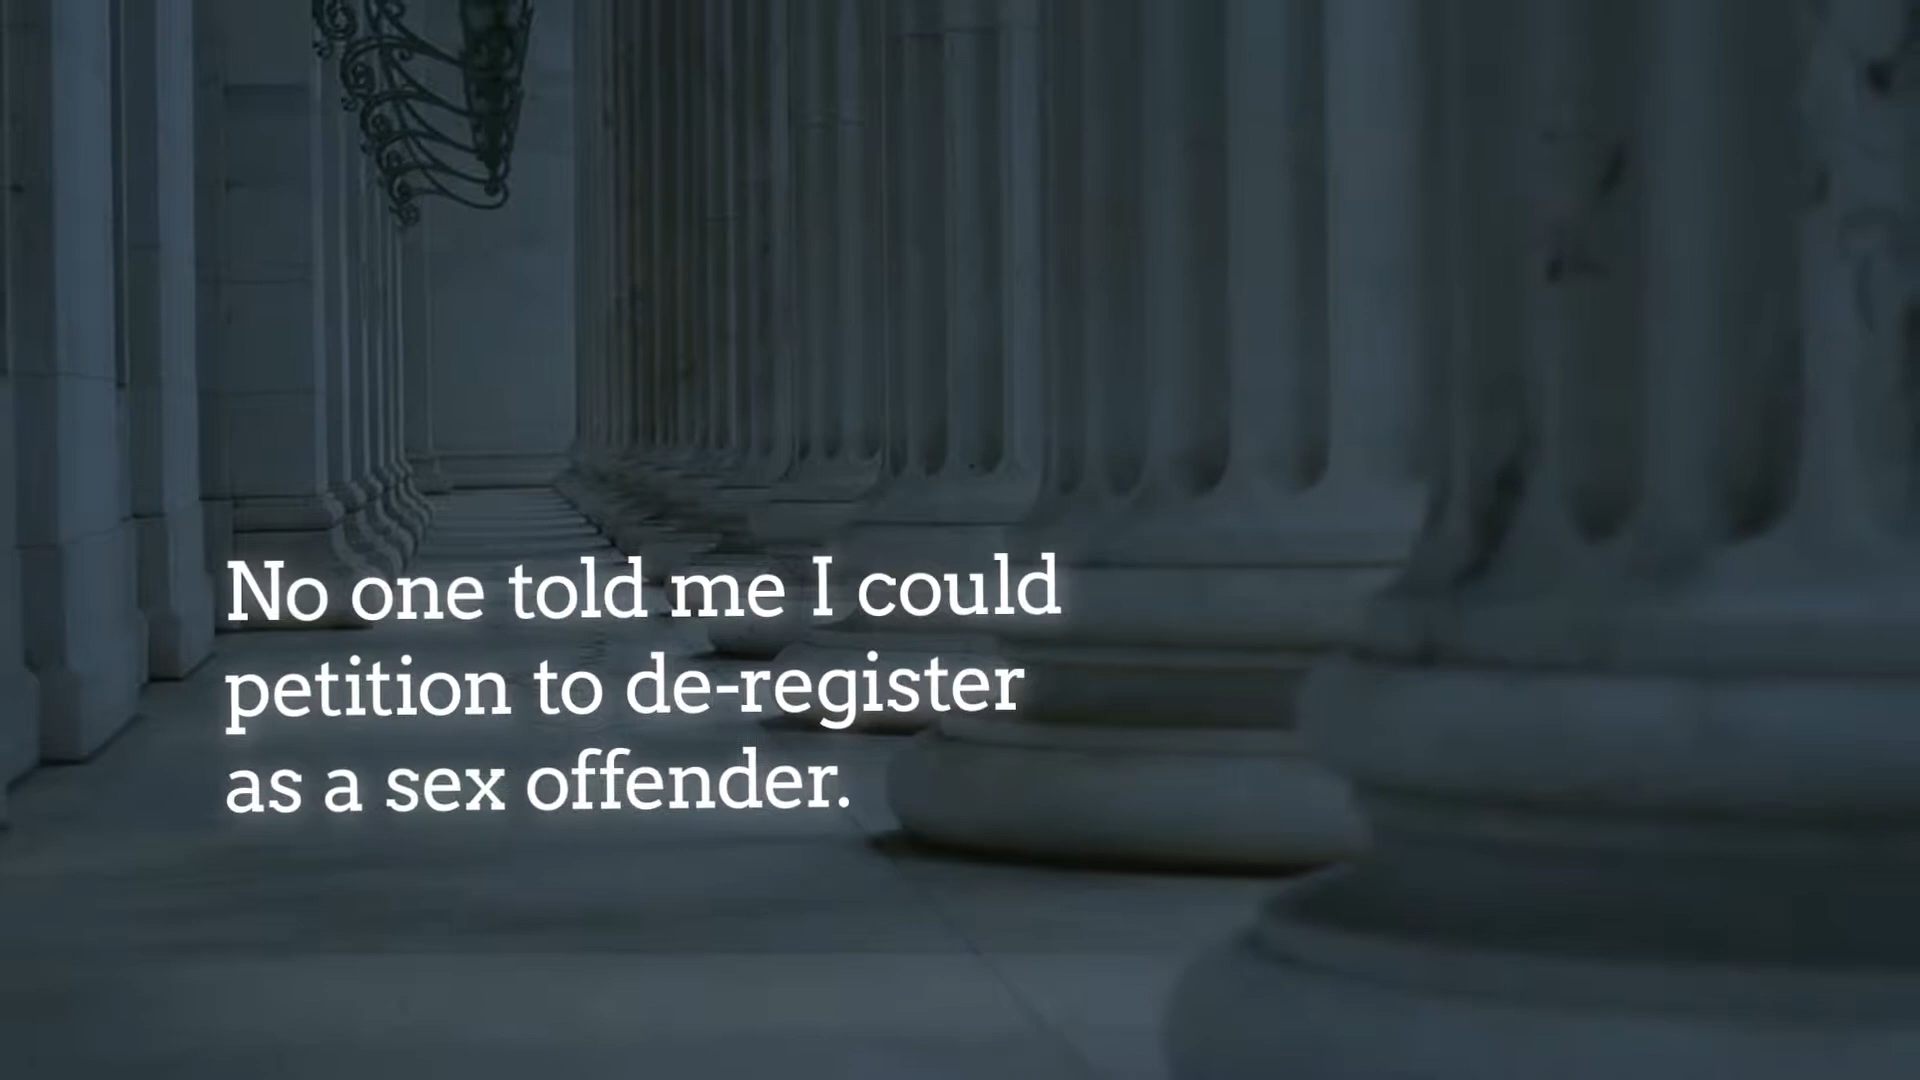 No one told me I could
petition to de-register
as a sex offender.